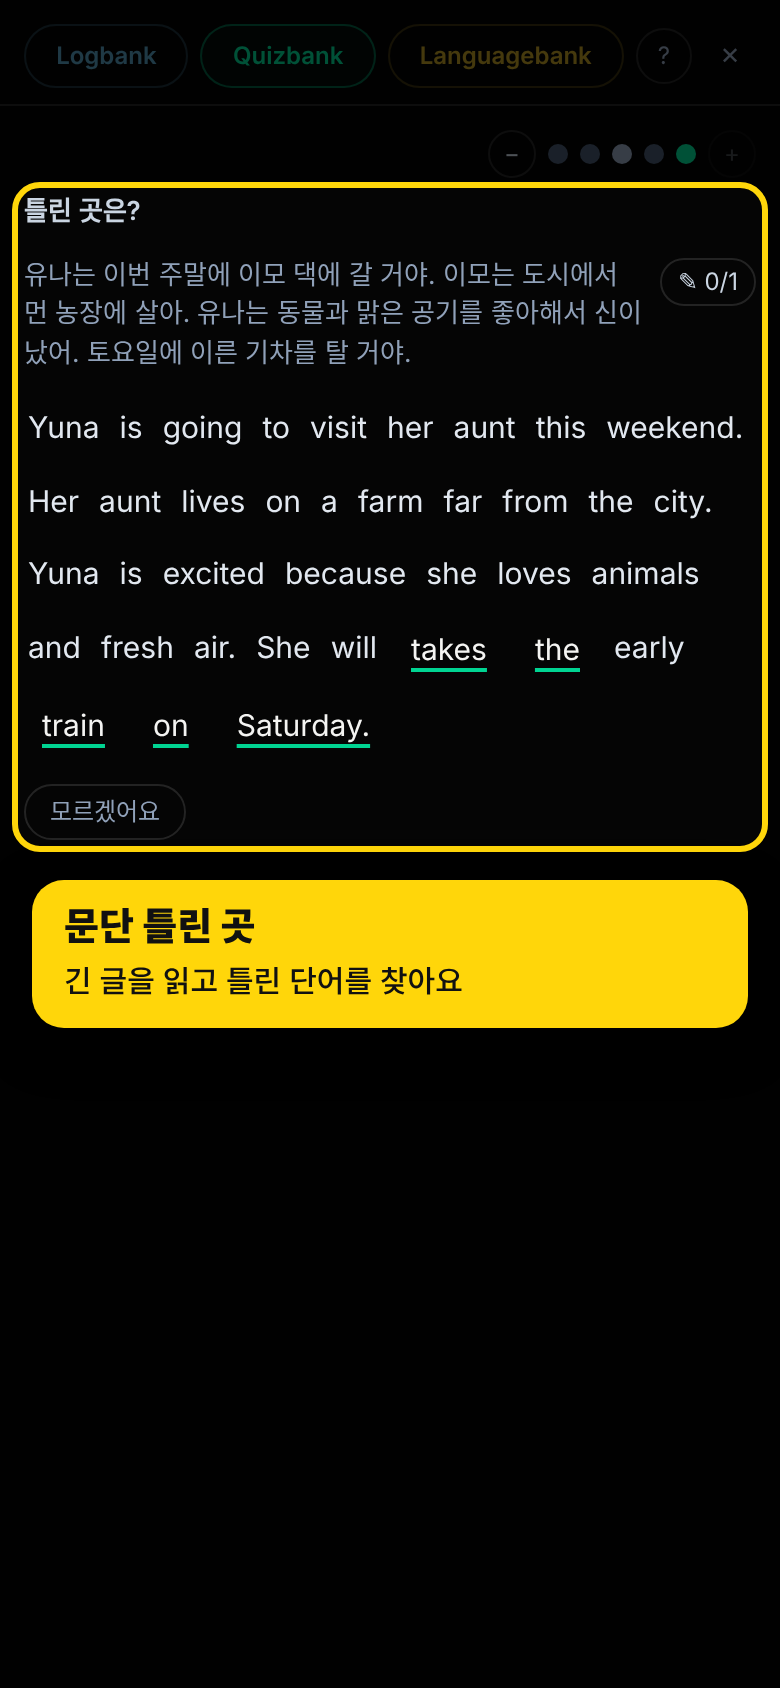 Logbank Quizbank Languagebank ? ×
− +
틀린 곳은?
유나는 이번 주말에 이모 댁에 갈 거야. 이모는 도시에서
✎ 0/1
먼 농장에 살아. 유나는 동물과 맑은 공기를 좋아해서 신이
났어. 토요일에 이른 기차를 탈 거야.
Yuna is going to visit her aunt this weekend.
Her aunt lives on a farm far from the city.
Yuna is excited because she loves animals
and fresh air. She will takes the early
train on Saturday.
모르겠어요
문단 틀린 곳
긴 글을 읽고 틀린 단어를 찾아요